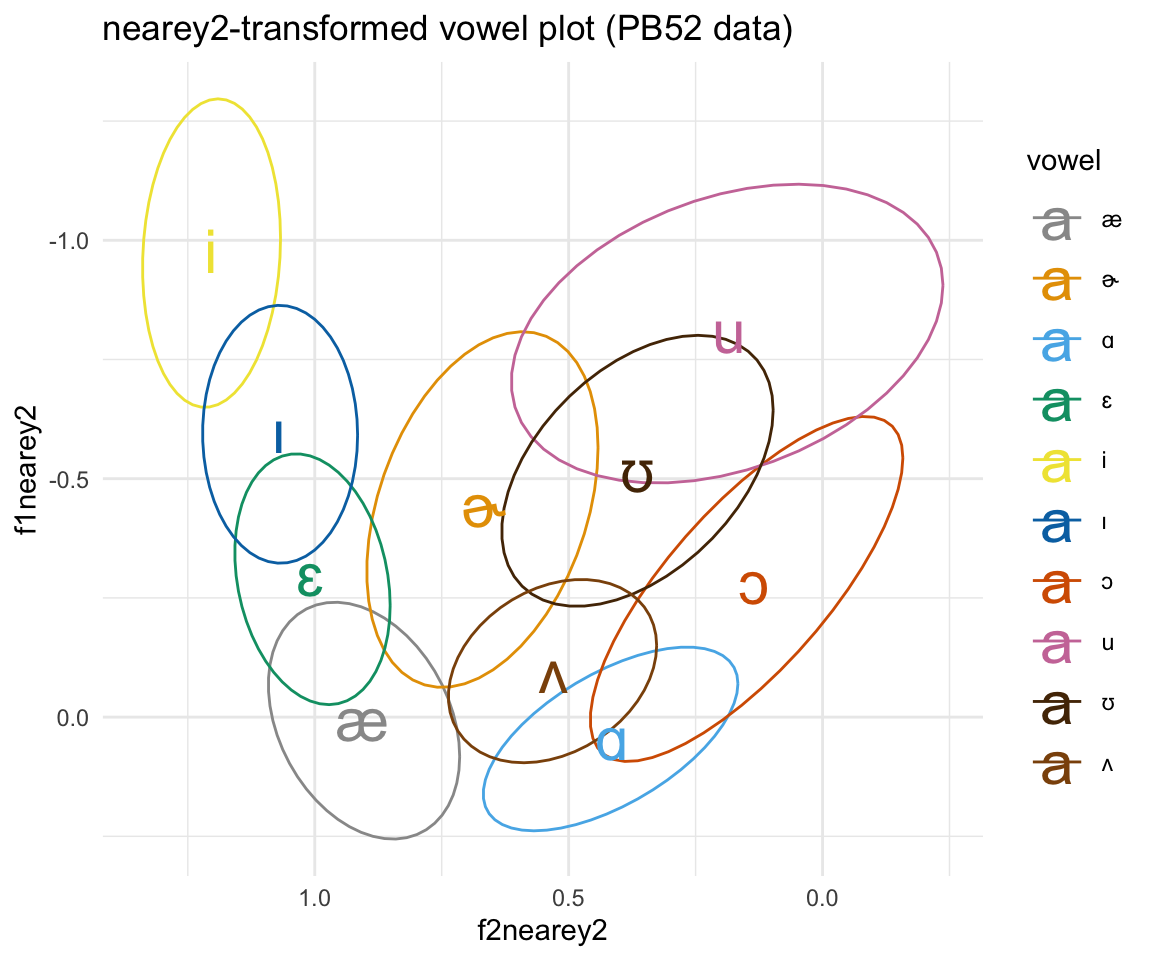 nearey2-transformed vowel plot (PB52 data)
f1nearey2
-1.0
-0.5
0.0
1.0
0.5
0.0
f2nearey2
i
ɪ
ɛ
æ
ɚ
u
ʊ
ɔ
ʌ
ɑ
vowel
a æ
a ɚ
a ɑ
a ɛ
a i
a ɪ
a ɔ
a u
a ʊ
a ʌ